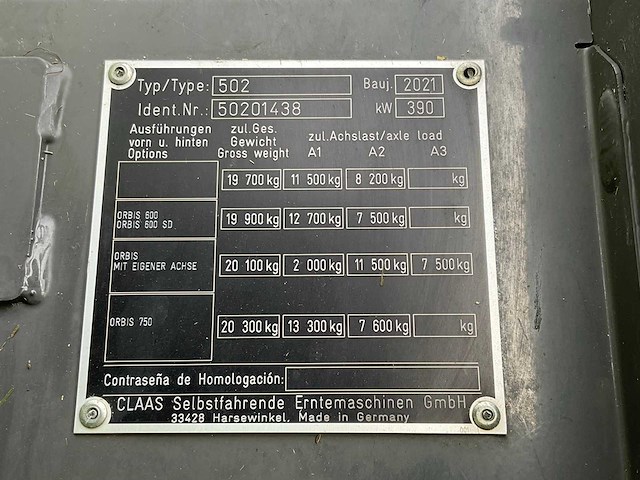 Typ/Type: 502 Bauj. 2021
Ident.Nr.: 50201438 kW 390
Ausführungen zul.Ges. zul.Achslast/axle load
vorn u. hinten Gewicht
Options Gross weight A1 A2 A3
19 700 kg 11 500 kg 8 200 kg kg
ORBIS 600
ORBIS 600 SD 19 900 kg 12 700 kg 7 500 kg kg
ORBIS
MIT EIGENER ACHSE 20 100 kg 2 000 kg 11 500 kg 7 500 kg
ORBIS 750 20 300 kg 13 300 kg 7 600 kg kg
Contraseña de Homologación:
CLAAS Selbstfahrende Erntemaschinen GmbH
33428 Harsewinkel, Made in Germany